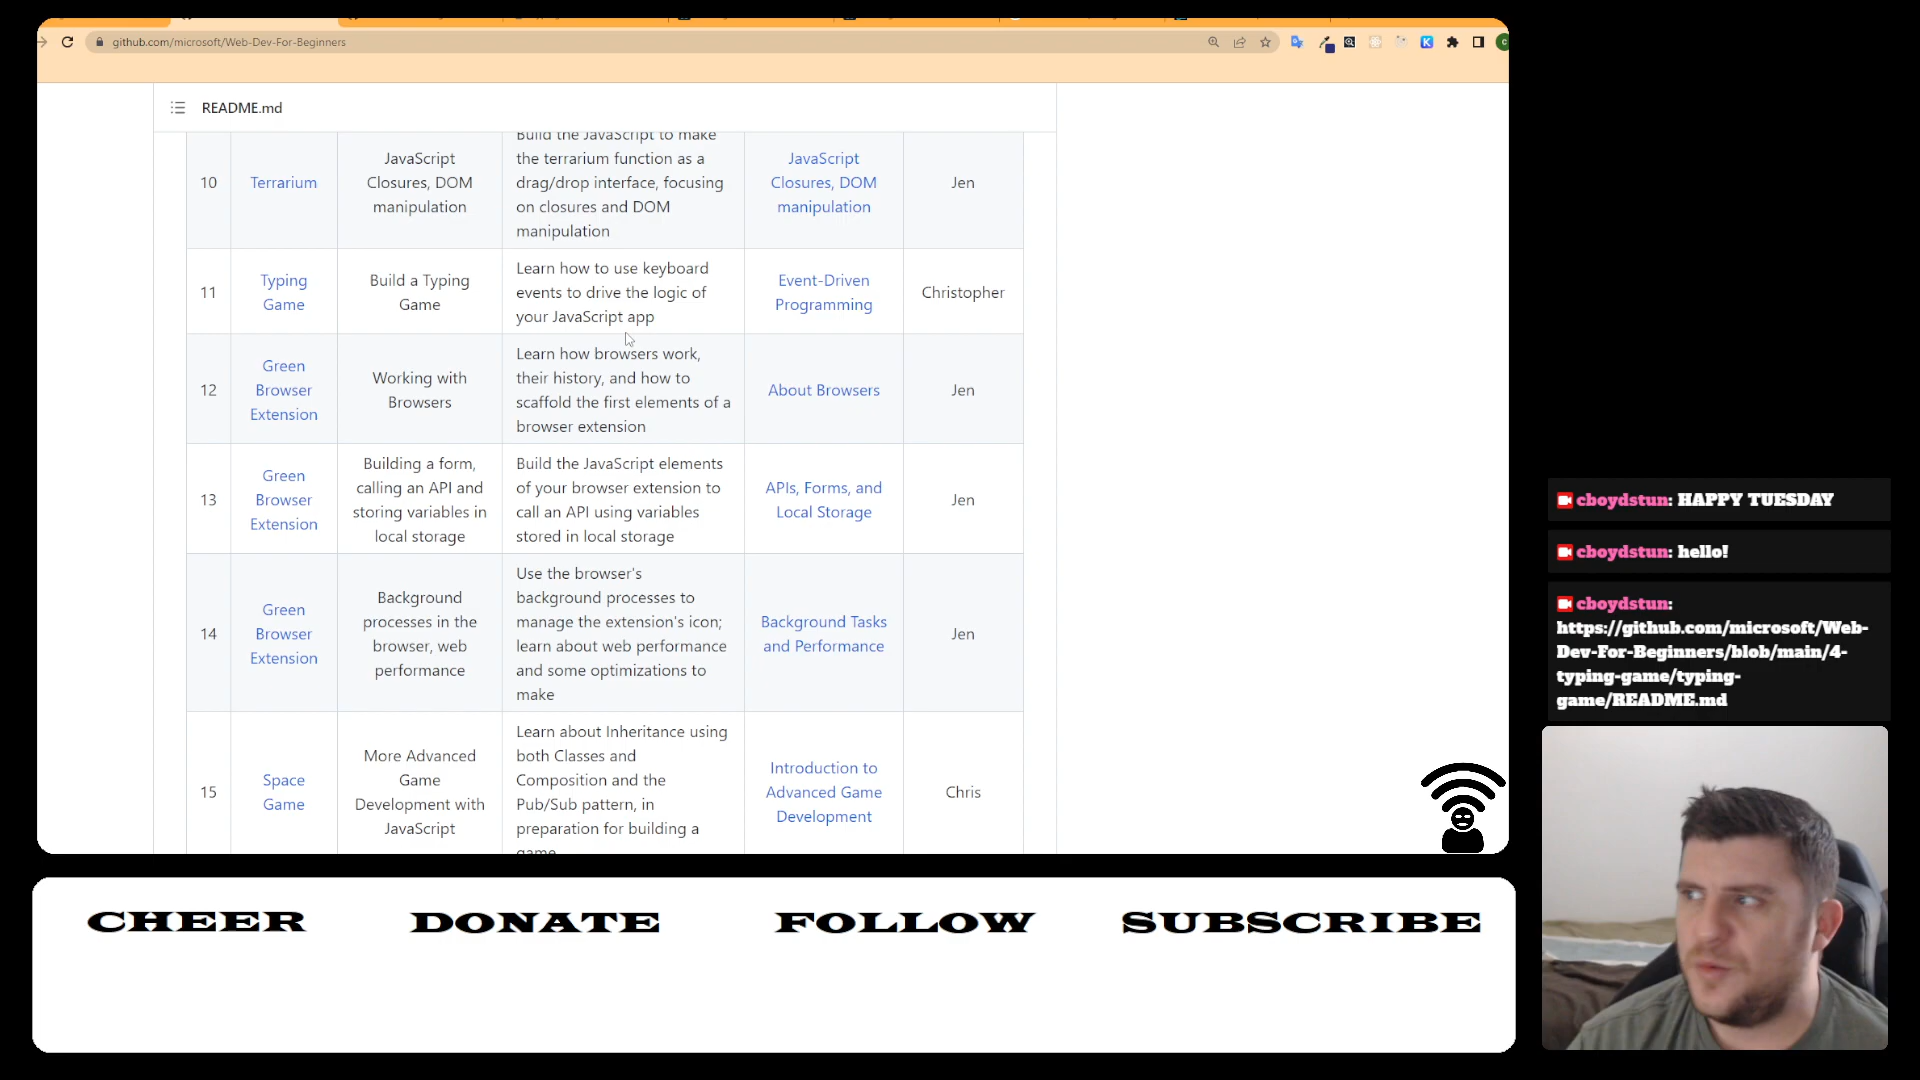 github.com/microsoft/Web-Dev-For-Beginners
README.md
Build the JavaScript to make
the terrarium function as a
drag/drop interface, focusing
on closures and DOM
manipulation
10
Terrarium
JavaScript
Closures, DOM
manipulation
JavaScript
Closures, DOM
manipulation
Jen
11
Typing
Game
Build a Typing
Game
Learn how to use keyboard
events to drive the logic of
your JavaScript app
Event-Driven
Programming
Christopher
12
Green
Browser
Extension
Working with
Browsers
Learn how browsers work,
their history, and how to
scaffold the first elements of a
browser extension
About Browsers
Jen
13
Green
Browser
Extension
Building a form,
calling an API and
storing variables in
local storage
Build the JavaScript elements
of your browser extension to
call an API using variables
stored in local storage
APIs, Forms, and
Local Storage
Jen
14
Green
Browser
Extension
Background
processes in the
browser, web
performance
Use the browser's
background processes to
manage the extension's icon;
learn about web performance
and some optimizations to
make
Background Tasks
and Performance
Jen
15
Space
Game
More Advanced
Game
Development with
JavaScript
Learn about Inheritance using
both Classes and
Composition and the
Pub/Sub pattern, in
preparation for building a
game
Introduction to
Advanced Game
Development
Chris
cboydstun: HAPPY TUESDAY
cboydstun: hello!
cboydstun:
https://github.com/microsoft/Web-
Dev-For-Beginners/blob/main/4-
typing-game/typing-
game/README.md
CHEER
DONATE
FOLLOW
SUBSCRIBE